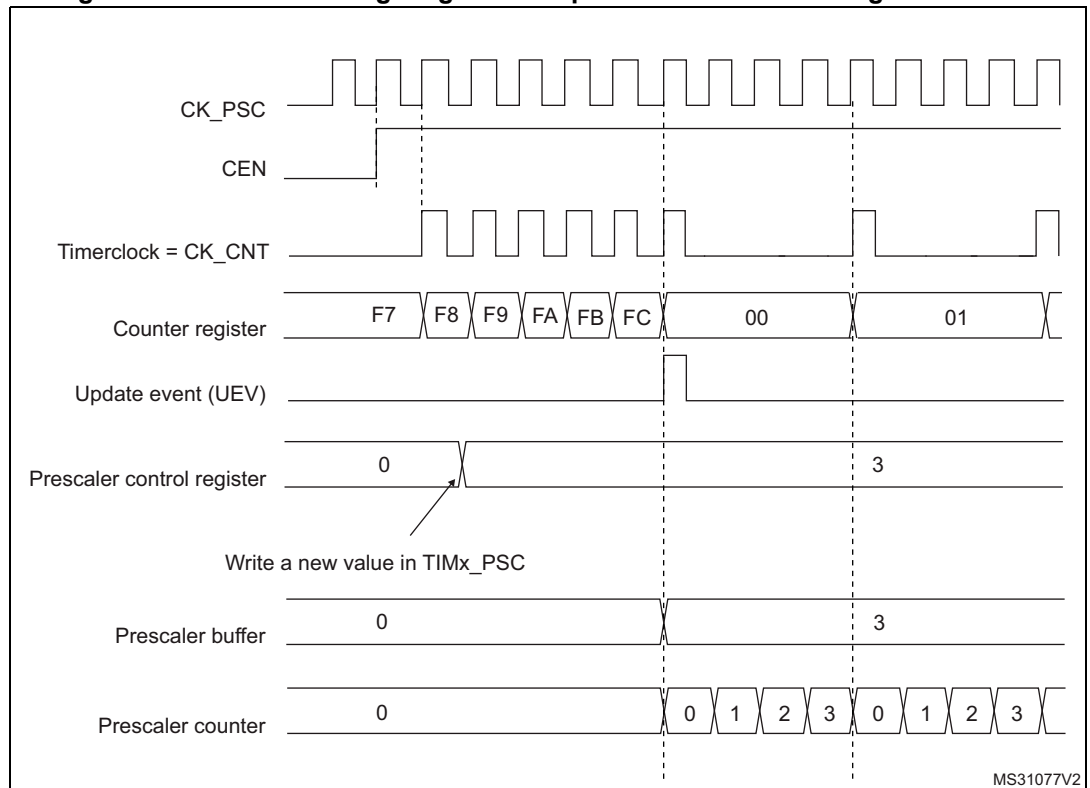 CK_PSC
CEN
Timerclock = CK_CNT
Counter register F7 F8 F9 FA FB FC 00 01
Update event (UEV)
Prescaler control register 0 3
Write a new value in TIMx_PSC
Prescaler buffer 0 3
Prescaler counter 0 0 1 2 3 0 1 2 3
MS31077V2